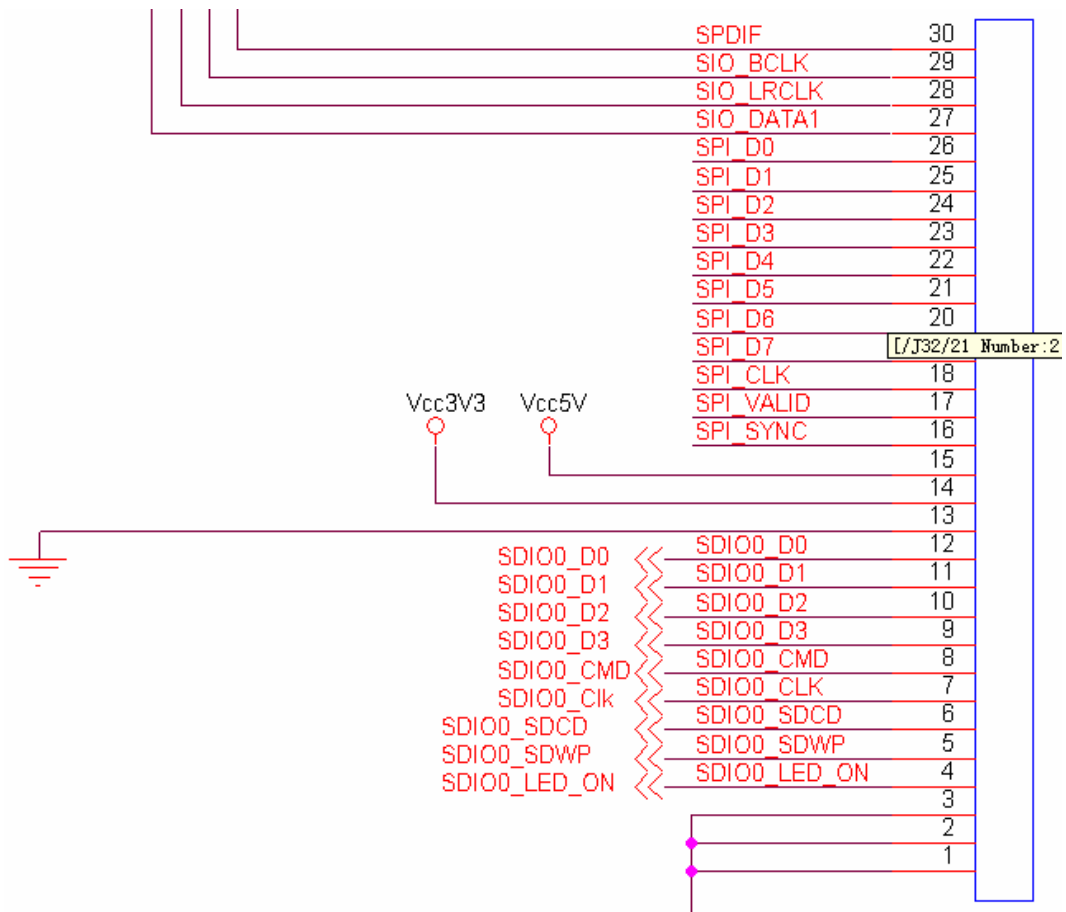 SPDIF 30
SIO_BCLK 29
SIO_LRCLK 28
SIO_DATA1 27
SPI_D0 26
SPI_D1 25
SPI_D2 24
SPI_D3 23
SPI_D4 22
SPI_D5 21
SPI_D6 20
SPI_D7 [/J32/21 Number:2
SPI_CLK 18
Vcc3V3 Vcc5V SPI_VALID 17
SPI_SYNC 16
15
14
13
SDIO0_D0 SDIO0_D0 12
SDIO0_D1 SDIO0_D1 11
SDIO0_D2 SDIO0_D2 10
SDIO0_D3 SDIO0_D3 9
SDIO0_CMD SDIO0_CMD 8
SDIO0_Clk SDIO0_CLK 7
SDIO0_SDCD SDIO0_SDCD 6
SDIO0_SDWP SDIO0_SDWP 5
SDIO0_LED_ON SDIO0_LED_ON 4
3
2
1